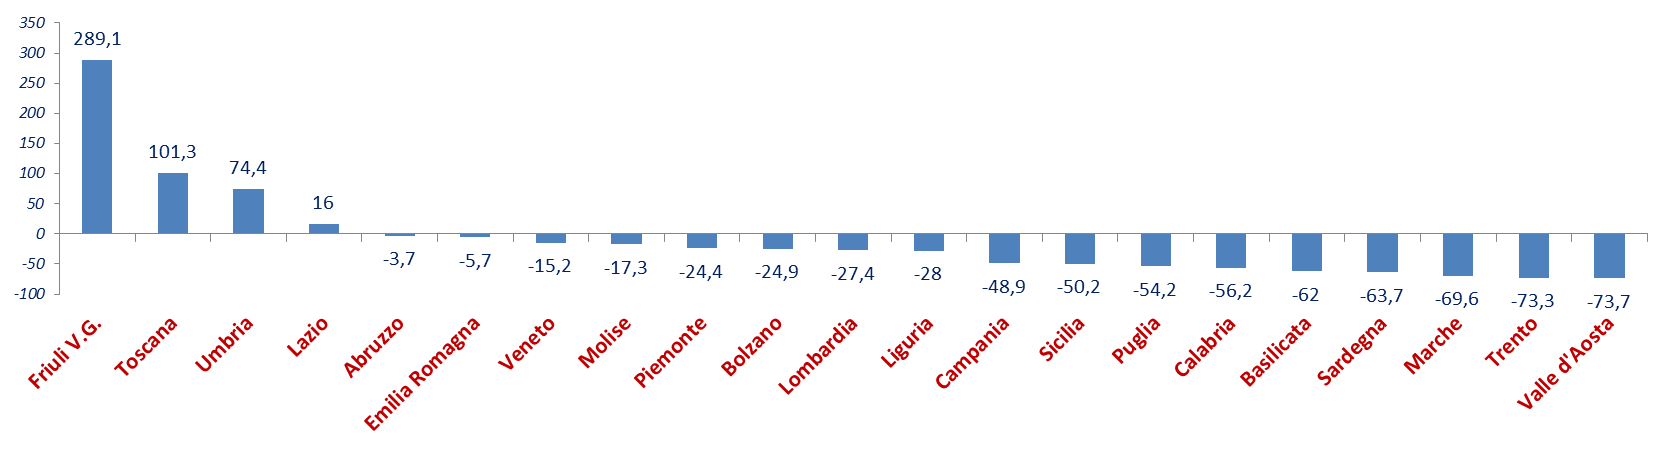 350
300
250
200
150
100
50
0
-50
-100
289,1
101,3
74,4
16
-3,7
-5,7
-15,2
-17,3
-24,4
-24,9
-27,4
-28
-48,9
-50,2
-54,2
-56,2
-62
-63,7
-69,6
-73,3
-73,7
Friuli V.G.
Toscana
Umbria
Lazio
Abruzzo
Emilia Romagna
Veneto
Molise
Piemonte
Bolzano
Lombardia
Liguria
Campania
Sicilia
Puglia
Calabria
Basilicata
Sardegna
Marche
Trento
Valle d'Aosta